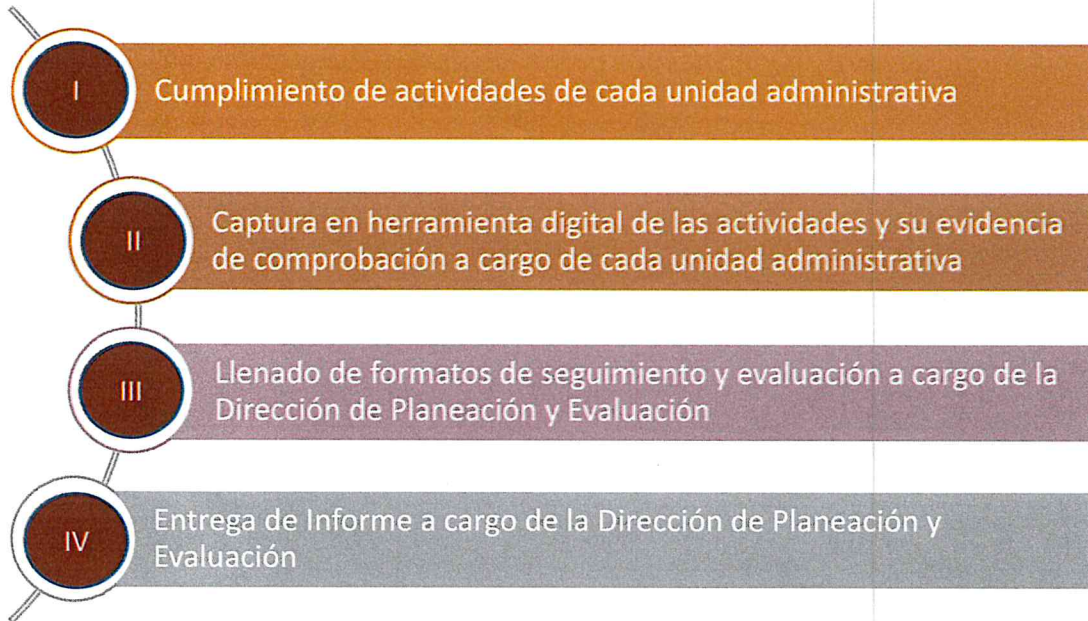 I
Cumplimiento de actividades de cada unidad administrativa
II
Captura en herramienta digital de las actividades y su evidencia
de comprobación a cargo de cada unidad administrativa
III
Llenado de formatos de seguimiento y evaluación a cargo de la
Dirección de Planeación y Evaluación
IV
Entrega de Informe a cargo de la Dirección de Planeación y
Evaluación